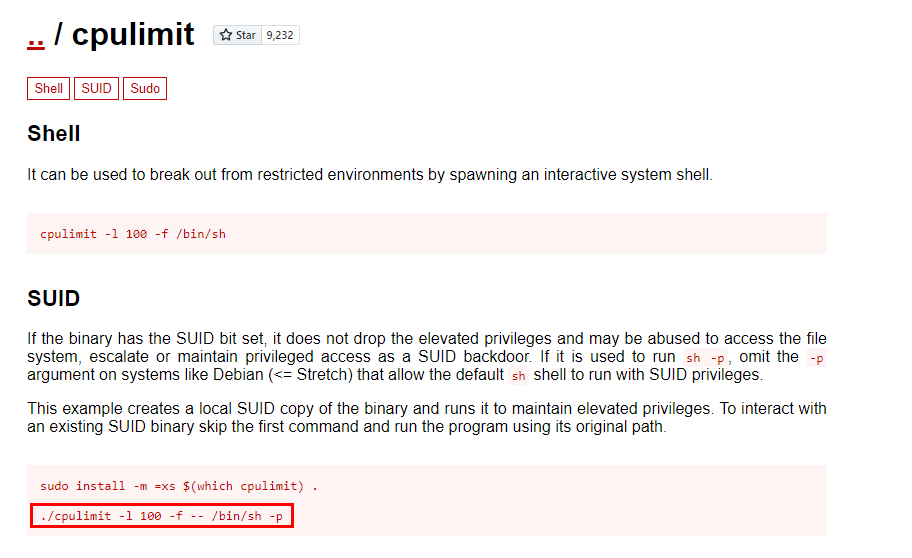 .. / cpulimit Star 9,232
Shell SUID Sudo
Shell
It can be used to break out from restricted environments by spawning an interactive system shell.
cpulimit -l 100 -f /bin/sh
SUID
If the binary has the SUID bit set, it does not drop the elevated privileges and may be abused to access the file
system, escalate or maintain privileged access as a SUID backdoor. If it is used to run sh -p, omit the -p
argument on systems like Debian (<= Stretch) that allow the default sh shell to run with SUID privileges.
This example creates a local SUID copy of the binary and runs it to maintain elevated privileges. To interact with
an existing SUID binary skip the first command and run the program using its original path.
sudo install -m =xs $(which cpulimit) .
./cpulimit -l 100 -f -- /bin/sh -p